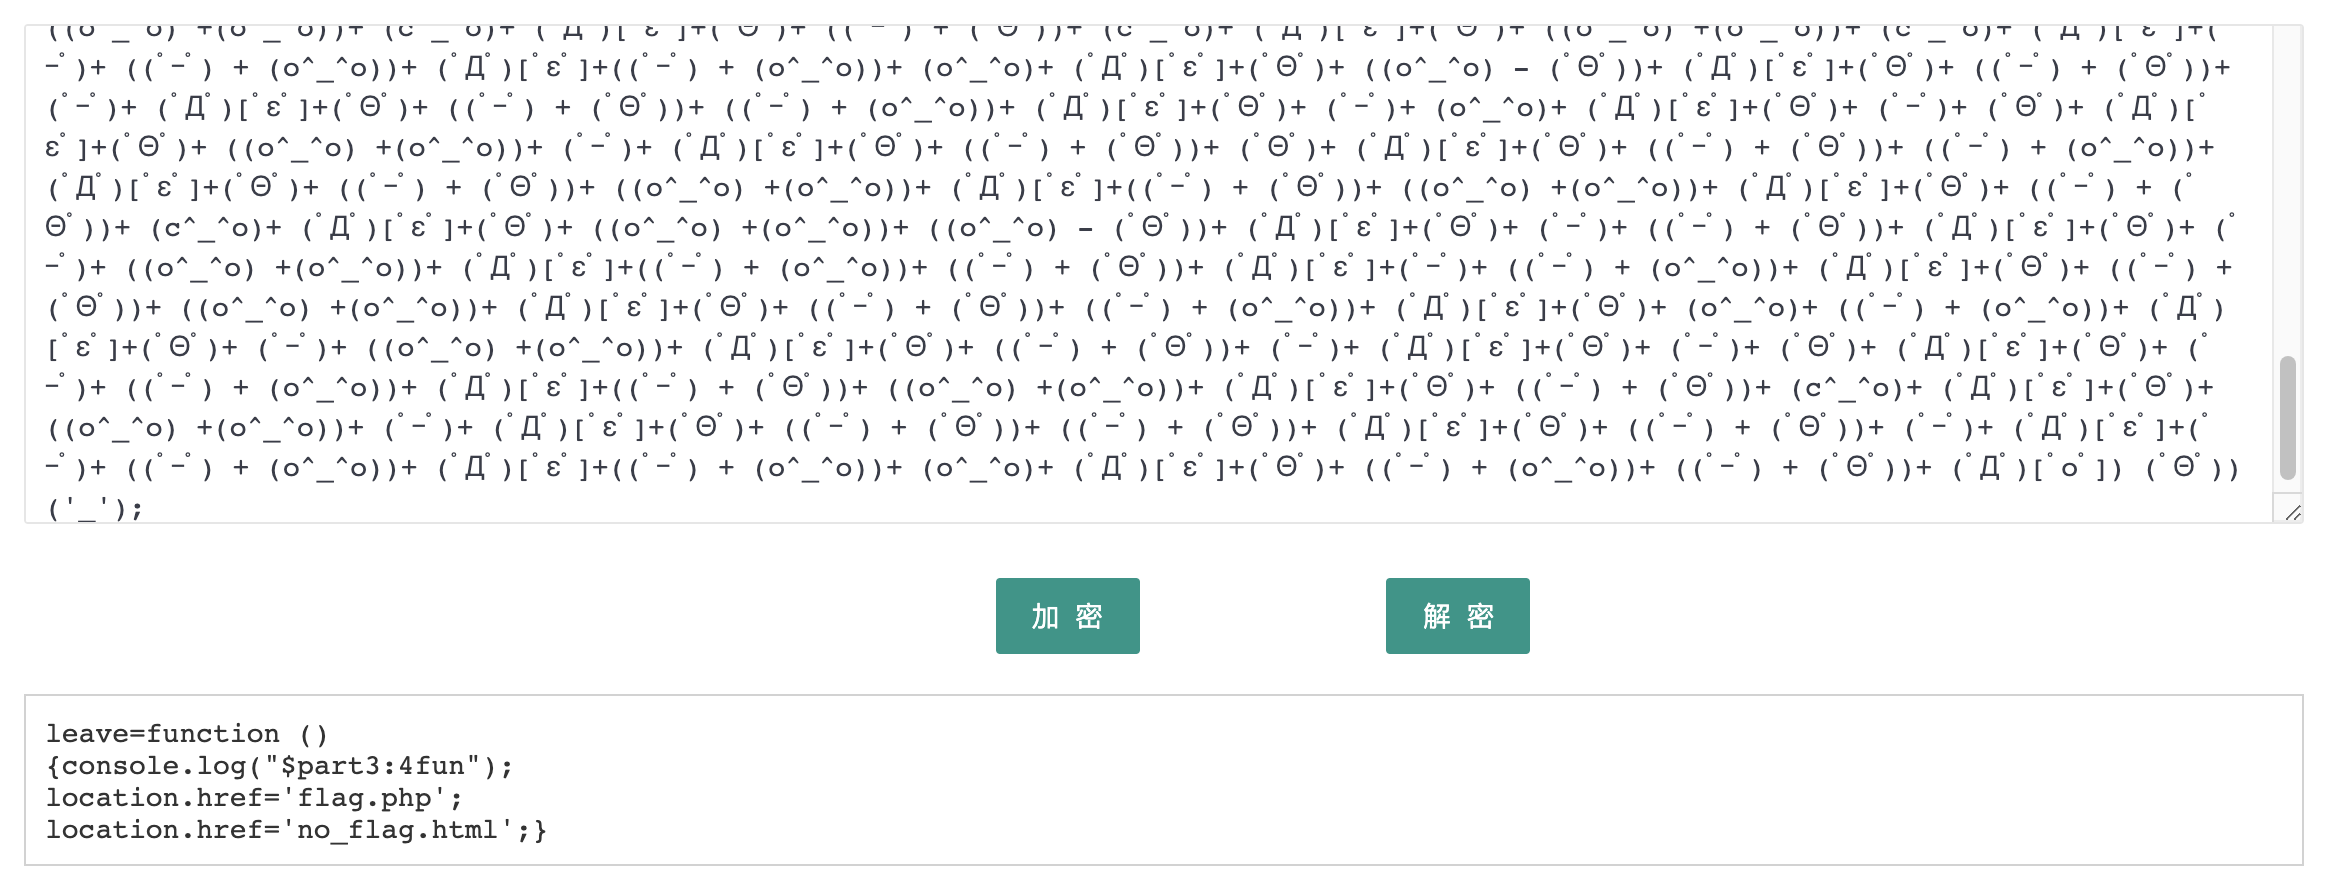 ー゚)+ ((゚ー゚) + (o^_^o))+ (゚Д゚)[゚ε゚]+((゚ー゚) + (o^_^o))+ (o^_^o)+ (゚Д゚)[゚ε゚]+(゚Θ゚)+ ((o^_^o) - (゚Θ゚))+ (゚Д゚)[゚ε゚]+(゚Θ゚)+ ((゚ー゚) + (゚Θ゚))+
(゚ー゚)+ (゚Д゚)[゚ε゚]+(゚Θ゚)+ ((゚ー゚) + (゚Θ゚))+ ((゚ー゚) + (o^_^o))+ (゚Д゚)[゚ε゚]+(゚Θ゚)+ (゚ー゚)+ (o^_^o)+ (゚Д゚)[゚ε゚]+(゚Θ゚)+ (゚ー゚)+ (゚Θ゚)+ (゚Д゚)[゚
ε゚]+(゚Θ゚)+ ((o^_^o) +(o^_^o))+ (゚ー゚)+ (゚Д゚)[゚ε゚]+(゚Θ゚)+ ((゚ー゚) + (゚Θ゚))+ (゚Θ゚)+ (゚Д゚)[゚ε゚]+(゚Θ゚)+ ((゚ー゚) + (゚Θ゚))+ ((゚ー゚) + (o^_^o))+
(゚Д゚)[゚ε゚]+(゚Θ゚)+ ((゚ー゚) + (゚Θ゚))+ ((o^_^o) +(o^_^o))+ (゚Д゚)[゚ε゚]+((゚ー゚) + (゚Θ゚))+ ((o^_^o) +(o^_^o))+ (゚Д゚)[゚ε゚]+(゚Θ゚)+ ((゚ー゚) + (゚
Θ゚))+ (c^_^o)+ (゚Д゚)[゚ε゚]+(゚Θ゚)+ ((o^_^o) +(o^_^o))+ ((o^_^o) - (゚Θ゚))+ (゚Д゚)[゚ε゚]+(゚Θ゚)+ (゚ー゚)+ ((゚ー゚) + (゚Θ゚))+ (゚Д゚)[゚ε゚]+(゚Θ゚)+ (゚
ー゚)+ ((o^_^o) +(o^_^o))+ (゚Д゚)[゚ε゚]+((゚ー゚) + (o^_^o))+ ((゚ー゚) + (゚Θ゚))+ (゚Д゚)[゚ε゚]+(゚ー゚)+ ((゚ー゚) + (o^_^o))+ (゚Д゚)[゚ε゚]+(゚Θ゚)+ ((゚ー゚) +
(゚Θ゚))+ ((o^_^o) +(o^_^o))+ (゚Д゚)[゚ε゚]+(゚Θ゚)+ ((゚ー゚) + (゚Θ゚))+ ((゚ー゚) + (o^_^o))+ (゚Д゚)[゚ε゚]+(゚Θ゚)+ (o^_^o)+ ((゚ー゚) + (o^_^o))+ (゚Д゚)
[゚ε゚]+(゚Θ゚)+ (゚ー゚)+ ((o^_^o) +(o^_^o))+ (゚Д゚)[゚ε゚]+(゚Θ゚)+ ((゚ー゚) + (゚Θ゚))+ (゚ー゚)+ (゚Д゚)[゚ε゚]+(゚Θ゚)+ (゚ー゚)+ (゚Θ゚)+ (゚Д゚)[゚ε゚]+(゚Θ゚)+ (゚
ー゚)+ ((゚ー゚) + (o^_^o))+ (゚Д゚)[゚ε゚]+((゚ー゚) + (゚Θ゚))+ ((o^_^o) +(o^_^o))+ (゚Д゚)[゚ε゚]+(゚Θ゚)+ ((゚ー゚) + (゚Θ゚))+ (c^_^o)+ (゚Д゚)[゚ε゚]+(゚Θ゚)+
((o^_^o) +(o^_^o))+ (゚ー゚)+ (゚Д゚)[゚ε゚]+(゚Θ゚)+ ((゚ー゚) + (゚Θ゚))+ ((゚ー゚) + (゚Θ゚))+ (゚Д゚)[゚ε゚]+(゚Θ゚)+ ((゚ー゚) + (゚Θ゚))+ (゚ー゚)+ (゚Д゚)[゚ε゚]+(゚
ー゚)+ ((゚ー゚) + (o^_^o))+ (゚Д゚)[゚ε゚]+((゚ー゚) + (o^_^o))+ (o^_^o)+ (゚Д゚)[゚ε゚]+(゚Θ゚)+ ((゚ー゚) + (o^_^o))+ ((゚ー゚) + (゚Θ゚))+ (゚Д゚)[゚o゚]) (゚Θ゚))
('_');
加 密
解 密
leave=function ()
{console.log("$part3:4fun");
location.href='flag.php';
location.href='no_flag.html';}